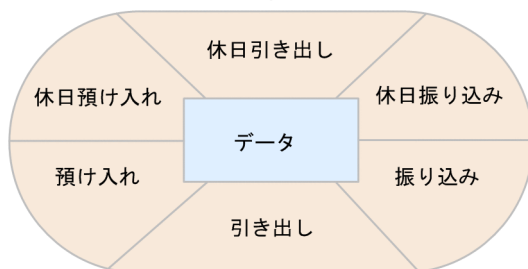 休日引き出し
休日預け入れ
休日振り込み
データ
預け入れ
振り込み
引き出し